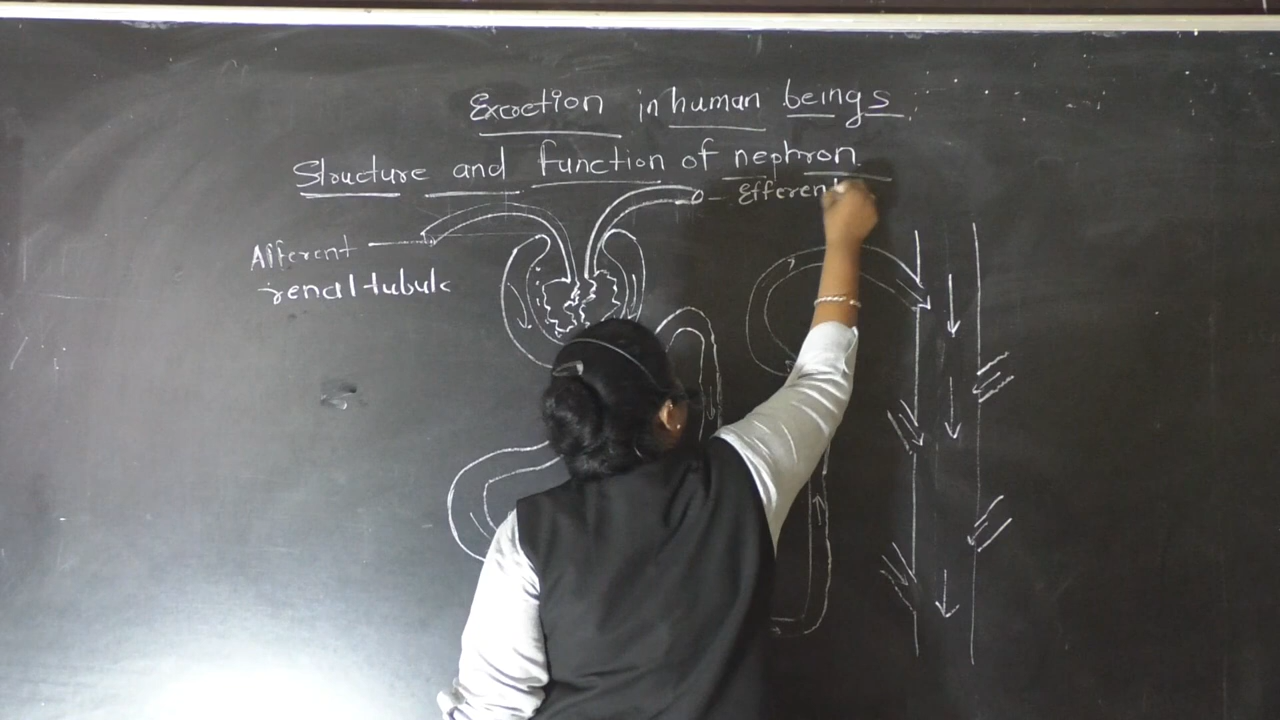 Excretion in human beings.
Structure and function of nephron
Efferent
Afferent
renal tubule